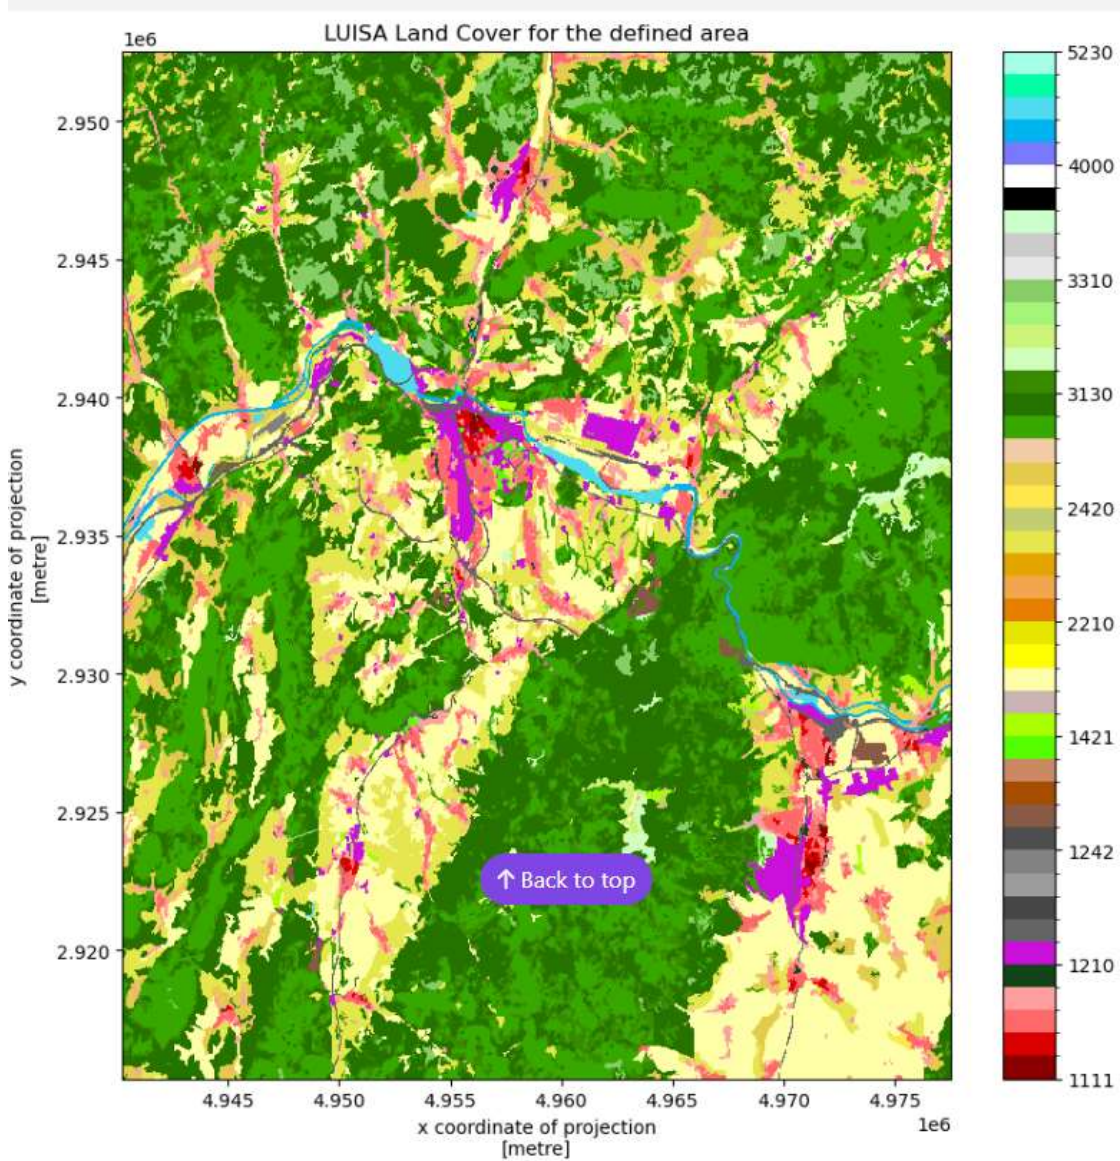 LUISA Land Cover for the defined area
1e6
2.950
2.945
2.940
2.935
2.930
2.925
2.920
y coordinate of projection
[metre]
4.945 4.950 4.955 4.960 4.965 4.970 4.975
x coordinate of projection
[metre]
1e6
↑ Back to top
5230
4000
3310
3130
2420
2210
1421
1242
1210
1111